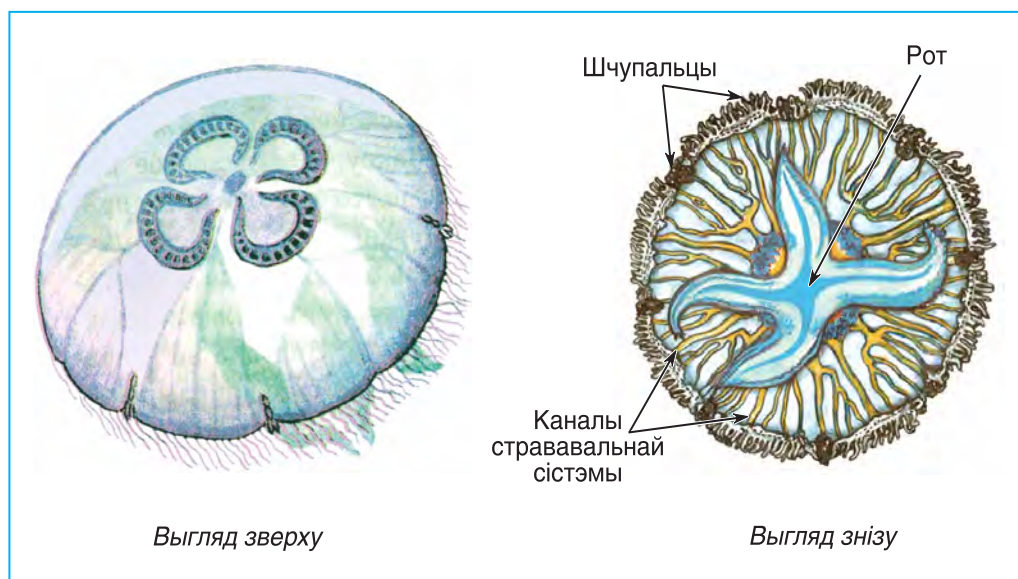 Шчупальцы
Рот
Каналы
стрававальнай
сістэмы
Выгляд зверху
Выгляд знізу